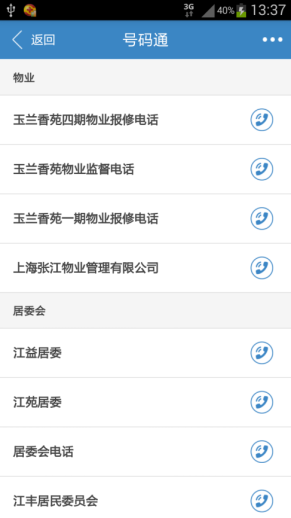 3G 40% 13:37
返回 号码通
物业
玉兰香苑四期物业报修电话
玉兰香苑物业监督电话
玉兰香苑一期物业报修电话
上海张江物业管理有限公司
居委会
江益居委
江苑居委
居委会电话
江丰居民委员会